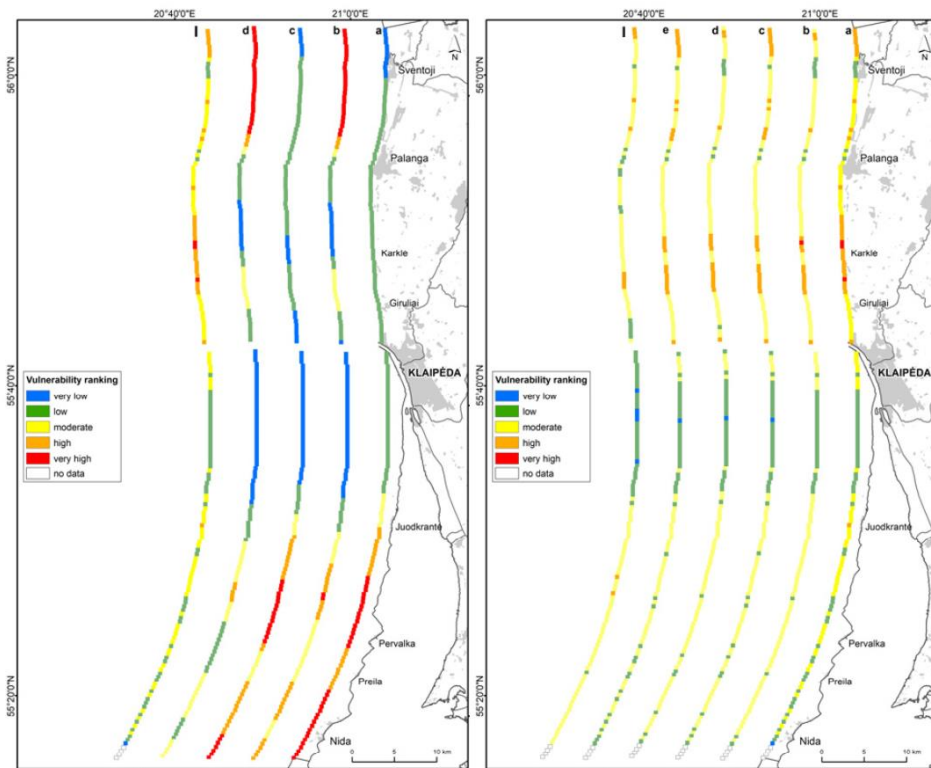 20°40'0"E
21°0'0"E
l
d
c
b
a
N
Šventoji
56°0'0"N
Palanga
Karkle
Giruliai
KLAIPĖDA
55°40'0"N
Vulnerability ranking
very low
low
moderate
high
very high
no data
Juodkrante
Pervalka
Preila
55°20'0"N
Nida
0 5 10 km
20°40'0"E
21°0'0"E
l
e
d
c
b
a
N
Šventoji
56°0'0"N
Palanga
Karkle
Giruliai
KLAIPĖDA
55°40'0"N
Vulnerability ranking
very low
low
moderate
high
very high
no data
Juodkrante
Pervalka
Preila
55°20'0"N
Nida
0 5 10 km